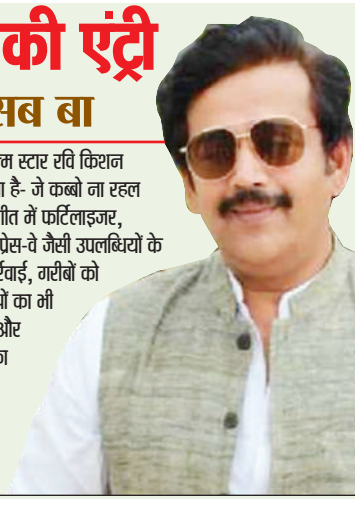 की एंट्री
सब बा
स्टार रवि किशन
है- जे कब्बो ना रहल
में फर्टिलाइजर,
प्रेस-वे जैसी उपलब्धियों के
गरीबों को
का भी
और